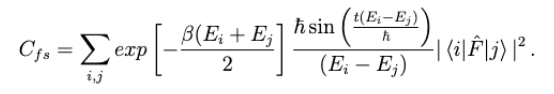 C_{fs} = \sum_{i,j} exp \left[ -\frac{\beta(E_i + E_j}{2} \right] \frac{\hbar \sin \left( \frac{t(E_i - E_j)}{\hbar} \right)}{(E_i - E_j)} | \langle i | \hat{F} | j \rangle |^2 .